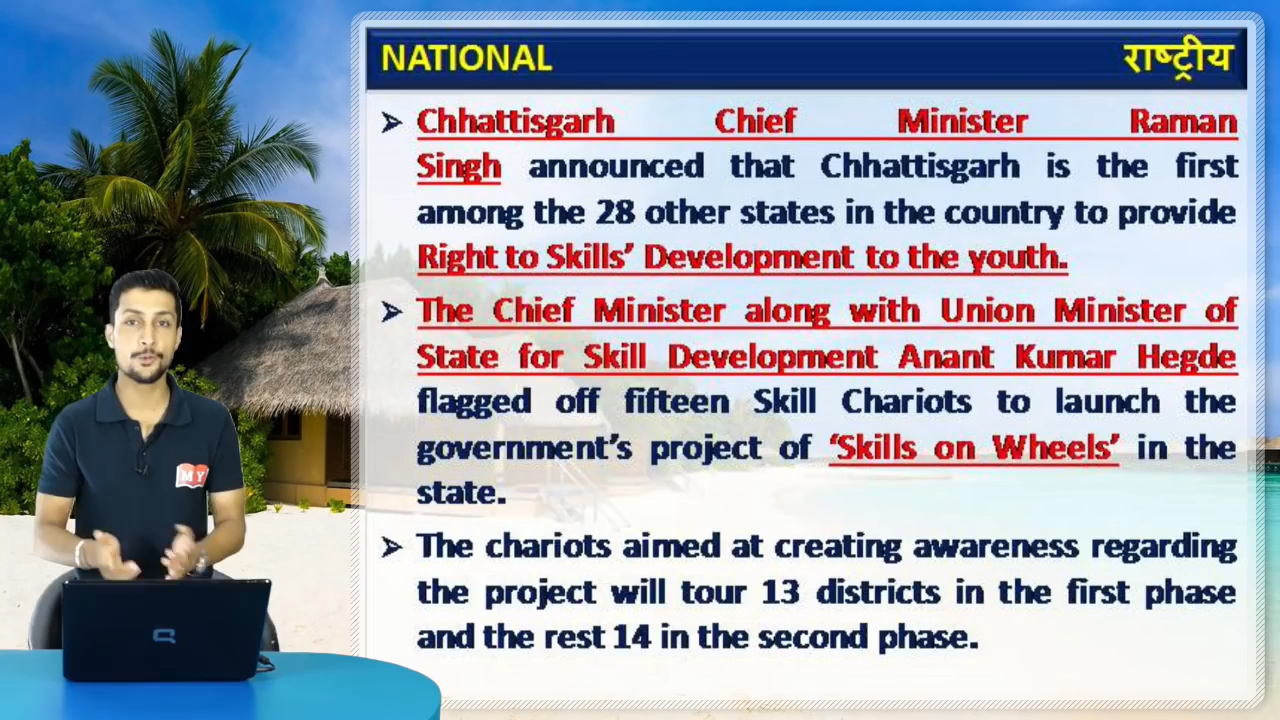 NATIONAL राष्ट्रीय
➢ Chhattisgarh Chief Minister Raman
Singh announced that Chhattisgarh is the first
among the 28 other states in the country to provide
Right to Skills’ Development to the youth.
➢ The Chief Minister along with Union Minister of
State for Skill Development Anant Kumar Hegde
flagged off fifteen Skill Chariots to launch the
government’s project of ‘Skills on Wheels’ in the
state.
➢ The chariots aimed at creating awareness regarding
the project will tour 13 districts in the first phase
and the rest 14 in the second phase.
MY